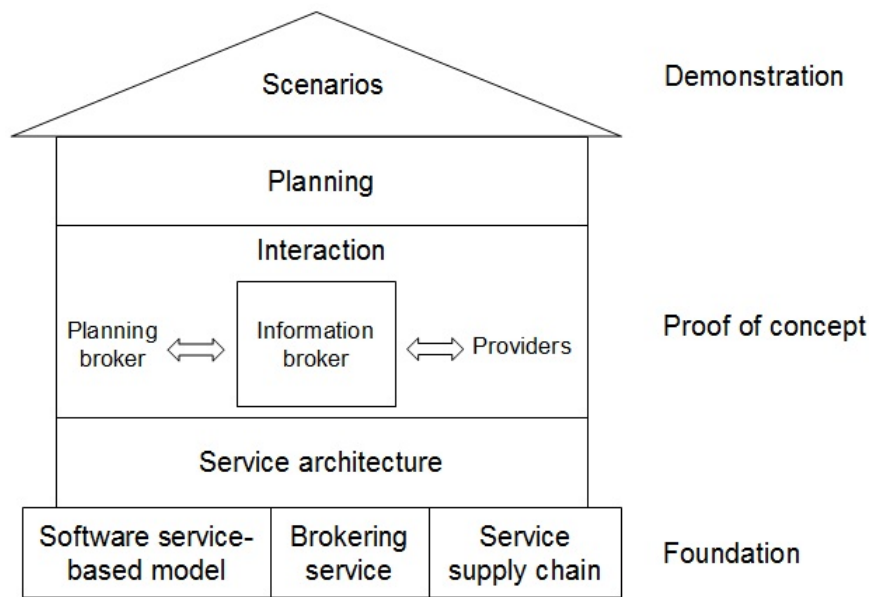 Scenarios
Demonstration
Planning
Interaction
Planning
broker
Information
broker
Providers
Proof of concept
Service architecture
Software service-
based model
Brokering
service
Service
supply chain
Foundation